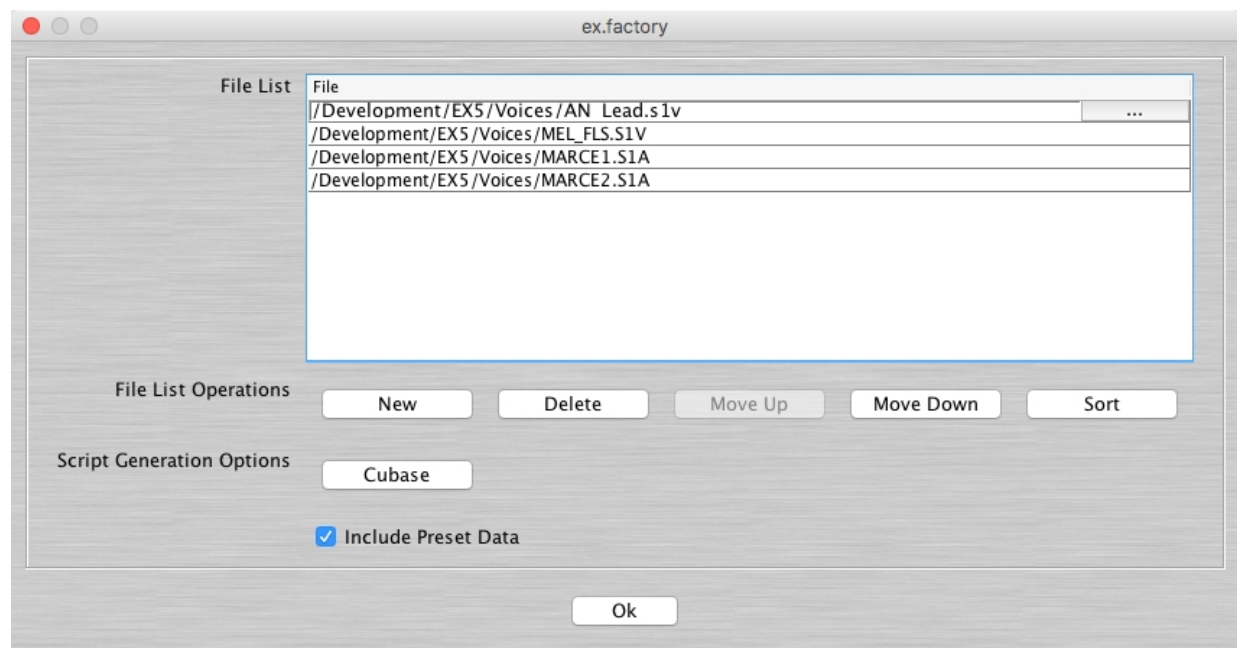 ex.factory
File List
File
/Development/EX5/Voices/AN_Lead.s1v
...
/Development/EX5/Voices/MEL_FLS.S1V
/Development/EX5/Voices/MARCE1.S1A
/Development/EX5/Voices/MARCE2.S1A
File List Operations
New Delete Move Up Move Down Sort
Script Generation Options
Cubase
Include Preset Data
Ok